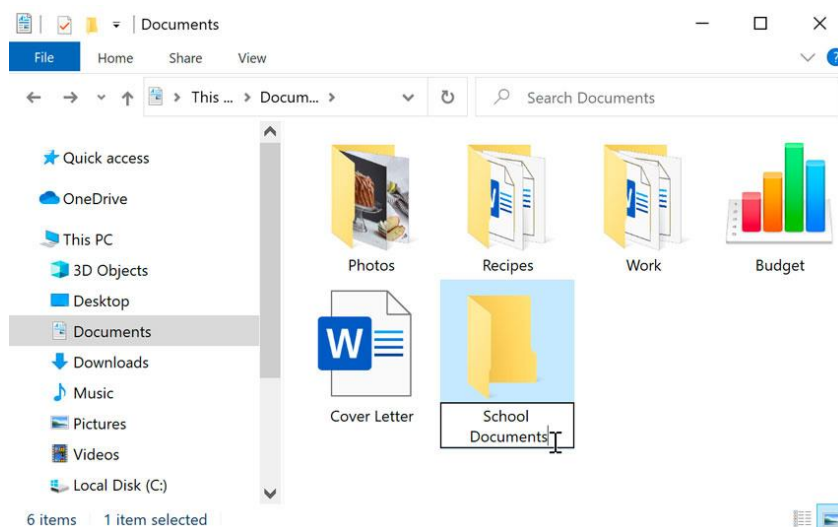 Documents
File Home Share View
This ... Docum... Search Documents
Quick access
OneDrive
This PC
3D Objects
Desktop
Documents
Downloads
Music
Pictures
Videos
Local Disk (C:)
Photos Recipes Work Budget
W
Cover Letter School
Documents
6 items 1 item selected